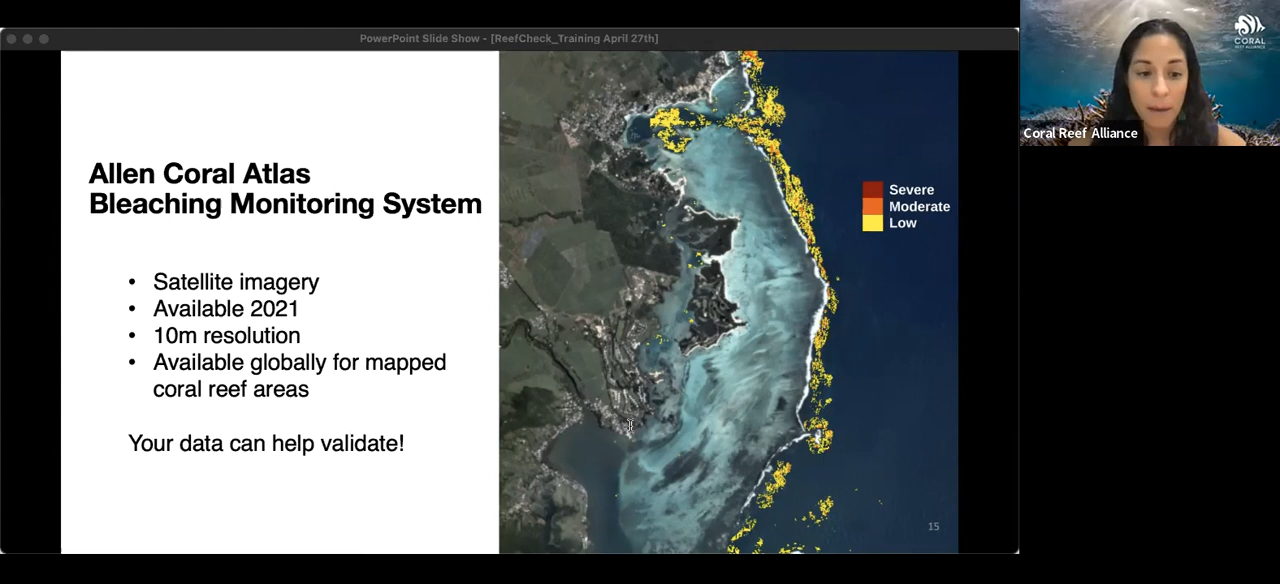 PowerPoint Slide Show - [ReefCheck_Training April 27th]
Allen Coral Atlas
Bleaching Monitoring System
• Satellite imagery
• Available 2021
• 10m resolution
• Available globally for mapped
coral reef areas
Your data can help validate!
Severe
Moderate
Low
15
CORAL
REEF ALLIANCE
Coral Reef Alliance